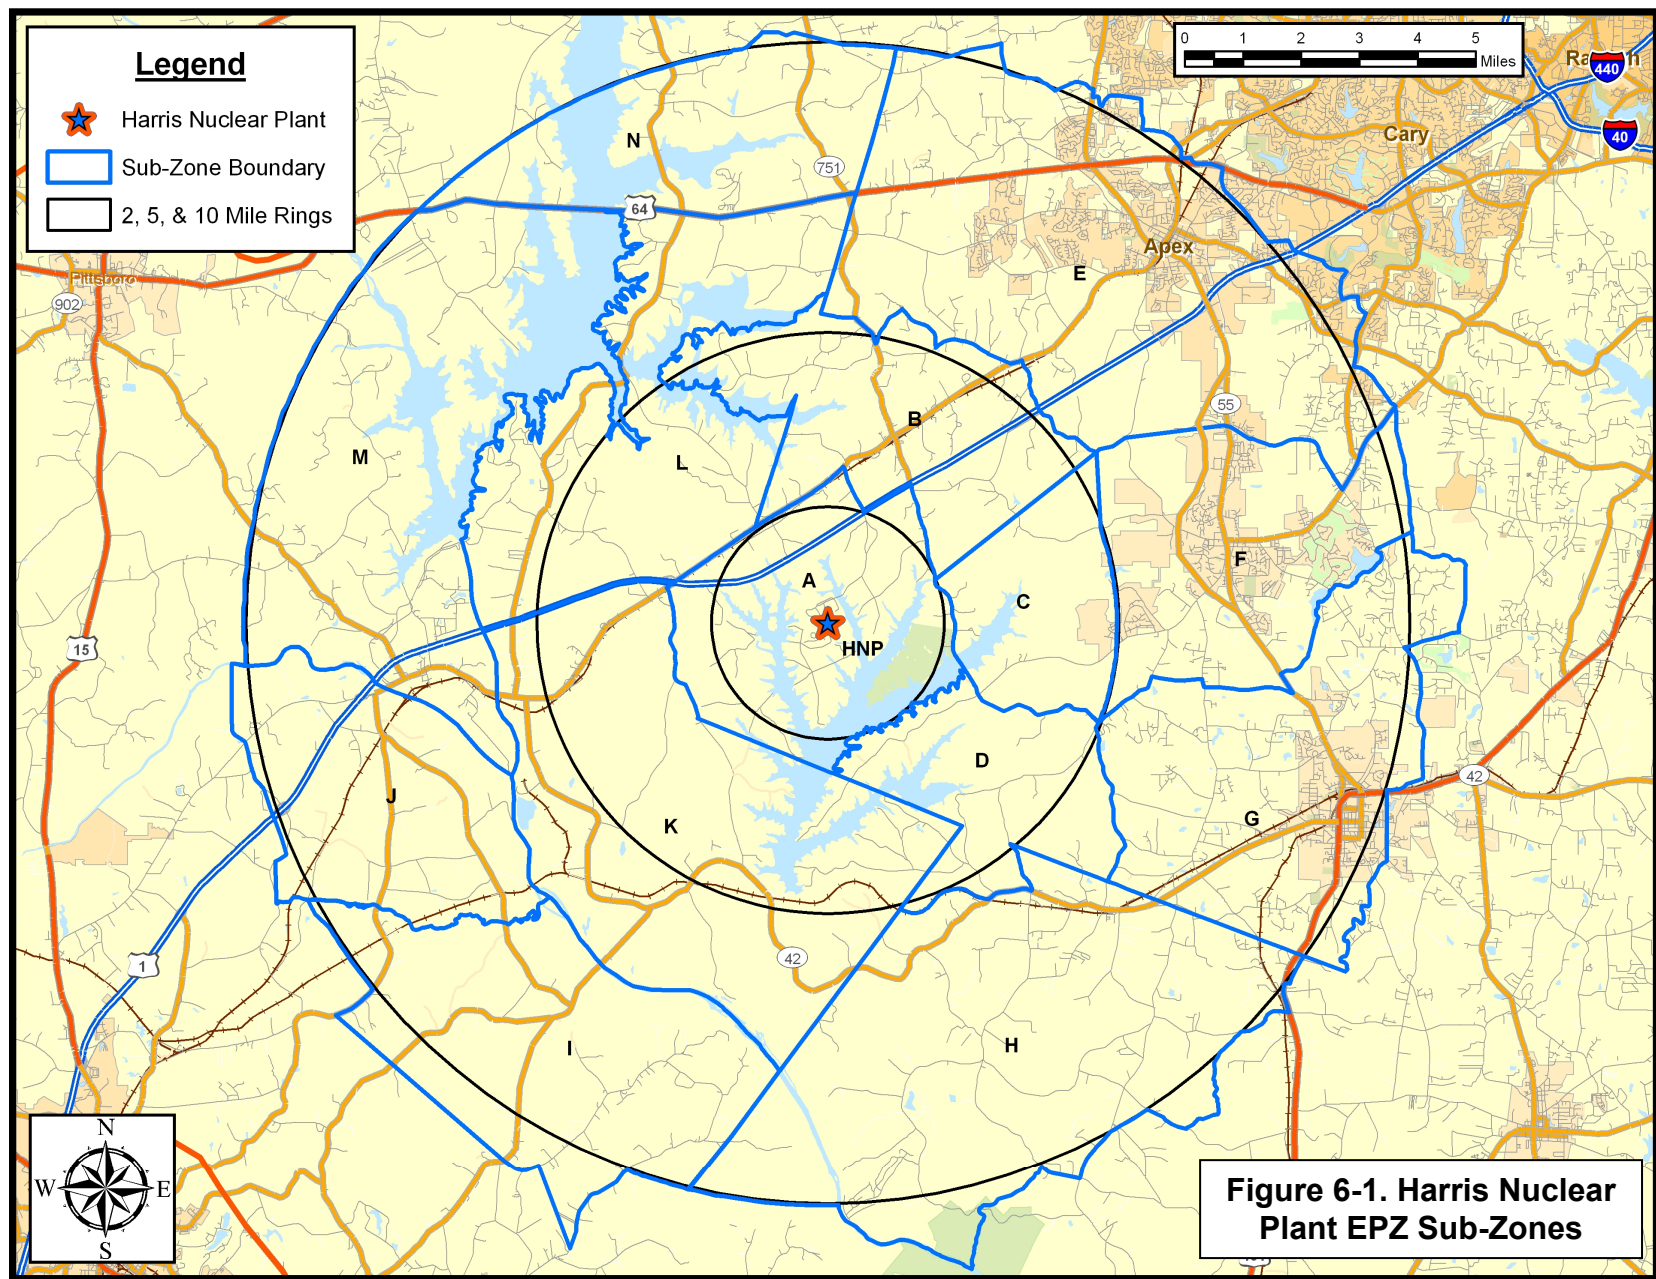 Legend
Harris Nuclear Plant
Sub-Zone Boundary
2, 5, & 10 Mile Rings
0 1 2 3 4 5
Miles
440
40
Cary
N
751
64
Apex
E
Pittsboro
902
55
B
M
L
F
A
C
15
HNP
D
42
J
K
G
1
42
I
H
N
W E
S
Figure 6-1. Harris Nuclear
Plant EPZ Sub-Zones